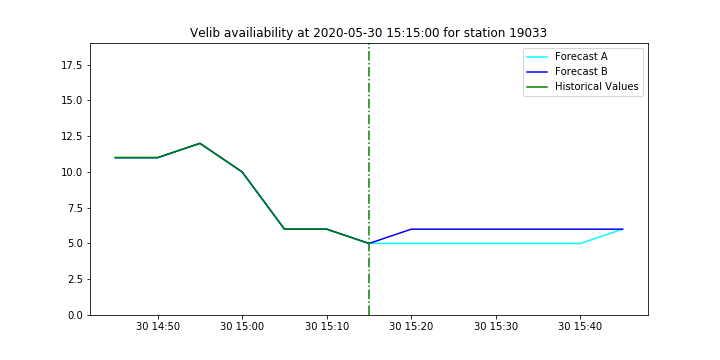 Velib availiability at 2020-05-30 15:15:00 for station 19033
Forecast A
Forecast B
Historical Values
17.5
15.0
12.5
10.0
7.5
5.0
2.5
0.0
30 14:50 30 15:00 30 15:10 30 15:20 30 15:30 30 15:40